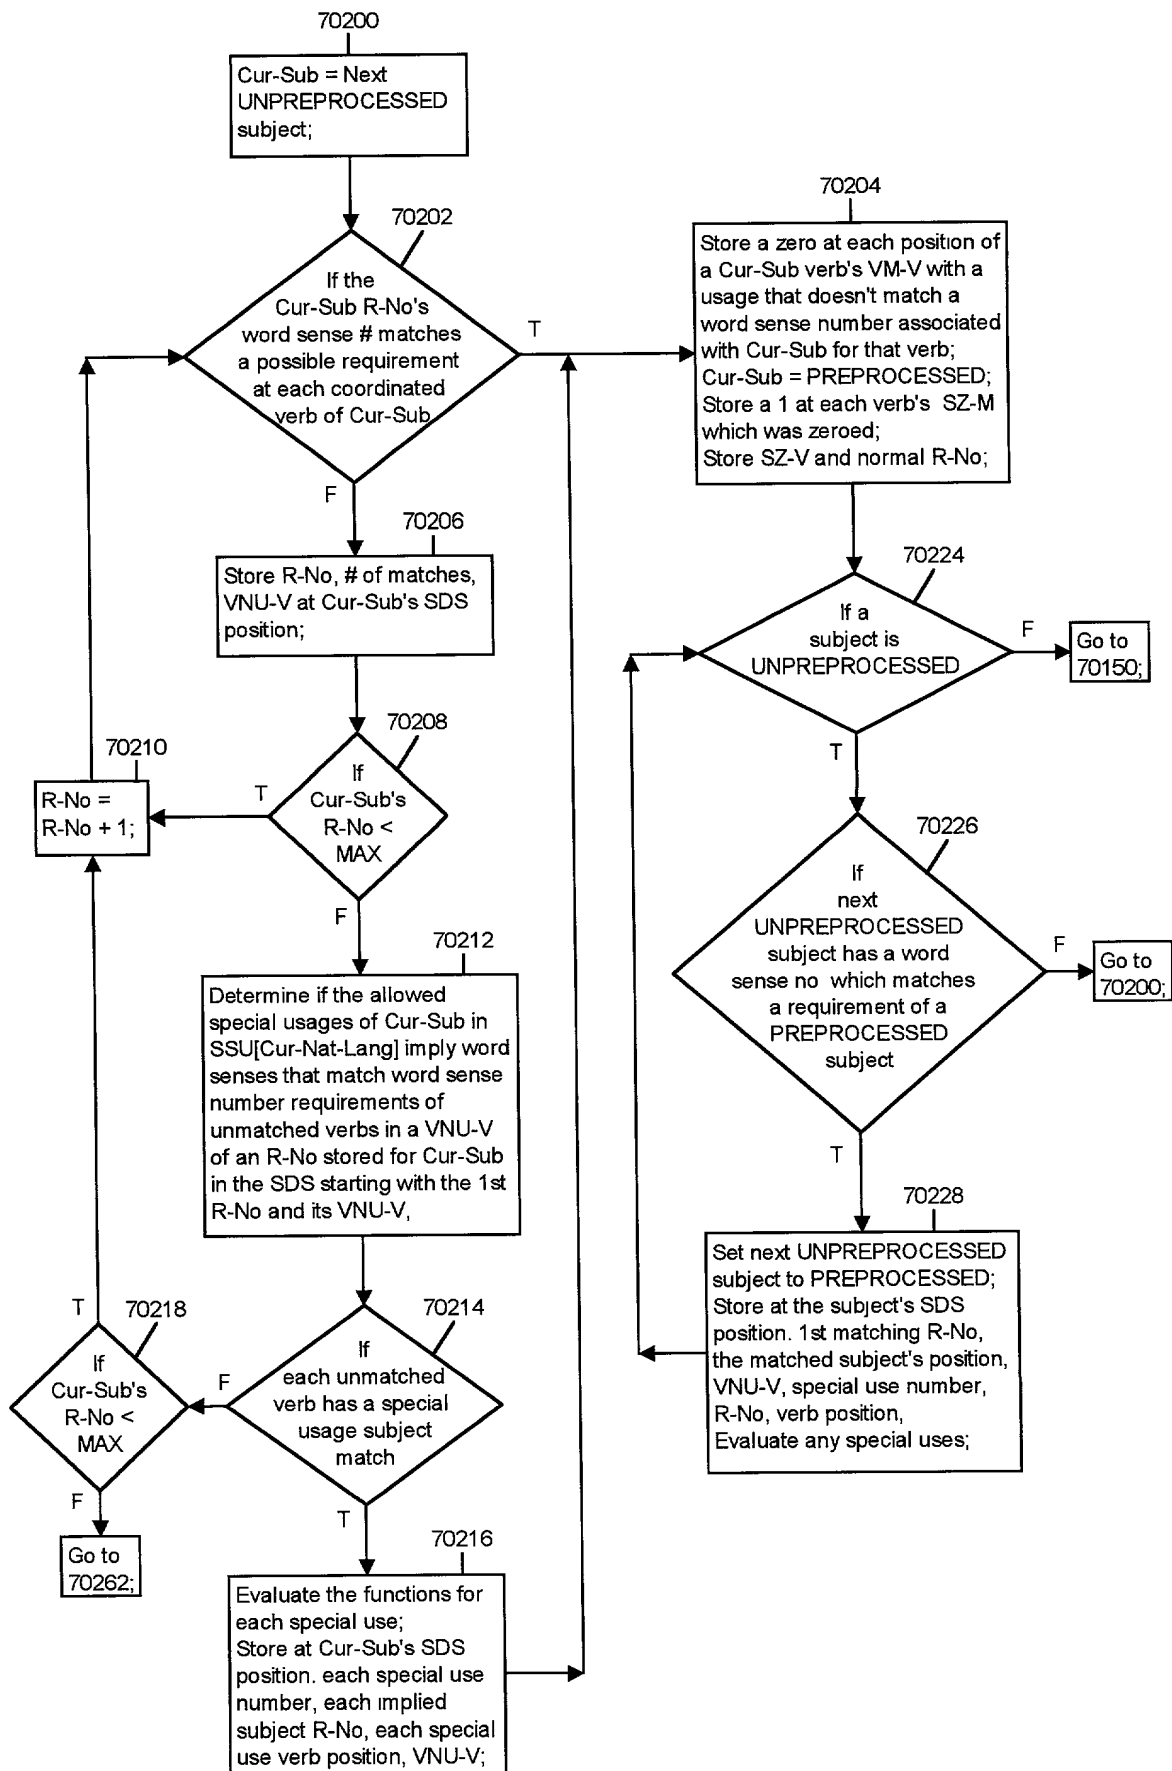 70200
Cur-Sub = Next
UNPREPROCESSED
subject;
70202
If the
Cur-Sub R-No's
word sense # matches
a possible requirement
at each coordinated
verb of Cur-Sub
T
F
70204
Store a zero at each position of
a Cur-Sub verb's VM-V with a
usage that doesn't match a
word sense number associated
with Cur-Sub for that verb;
Cur-Sub = PREPROCESSED;
Store a 1 at each verb's SZ-M
which was zeroed;
Store SZ-V and normal R-No;
70206
Store R-No, # of matches,
VNU-V at Cur-Sub's SDS
position;
70208
If
Cur-Sub's
R-No <
MAX
T
F
70210
R-No =
R-No + 1;
70212
Determine if the allowed
special usages of Cur-Sub in
SSU[Cur-Nat-Lang] imply word
senses that match word sense
number requirements of
unmatched verbs in a VNU-V
of an R-No stored for Cur-Sub
in the SDS starting with the 1st
R-No and its VNU-V,
70214
If
each unmatched
verb has a special
usage subject
match
F
T
70218
If
Cur-Sub's
R-No <
MAX
T
F
Go to
70262;
70216
Evaluate the functions for
each special use;
Store at Cur-Sub's SDS
position. each special use
number, each implied
subject R-No, each special
use verb position, VNU-V;
70224
If a
subject is
UNPREPROCESSED
F
Go to
70150;
T
70226
If
next
UNPREPROCESSED
subject has a word
sense no which matches
a requirement of a
PREPROCESSED
subject
F
Go to
70200;
T
70228
Set next UNPREPROCESSED
subject to PREPROCESSED;
Store at the subject's SDS
position. 1st matching R-No,
the matched subject's position,
VNU-V, special use number,
R-No, verb position,
Evaluate any special uses;